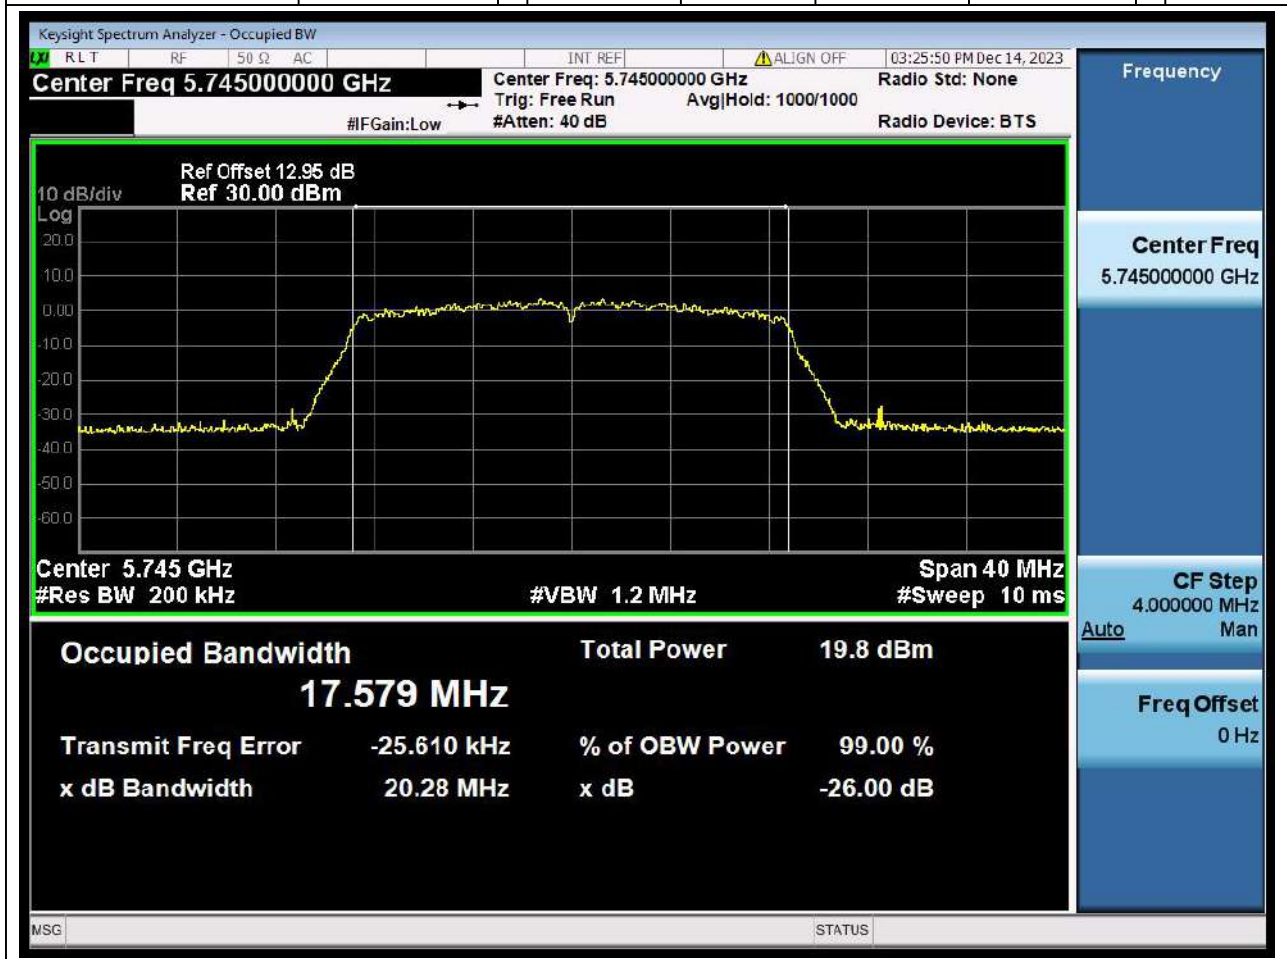 Keysight Spectrum Analyzer - Occupied BW
LXI RLT RF 50 Ω AC INT REF ⚠ALIGN OFF 03:25:50 PM Dec 14, 2023
Center Freq 5.745000000 GHz
Center Freq: 5.745000000 GHz
Radio Std: None
Trig: Free Run Avg|Hold: 1000/1000
#IFGain:Low #Atten: 40 dB Radio Device: BTS
Ref Offset 12.95 dB
10 dB/div Ref 30.00 dBm
Log
20.0
10.0
0.00
-10.0
-20.0
-30.0
-40.0
-50.0
-60.0
Center 5.745 GHz Span 40 MHz
#Res BW 200 kHz #VBW 1.2 MHz #Sweep 10 ms
Occupied Bandwidth Total Power 19.8 dBm
17.579 MHz
Transmit Freq Error -25.610 kHz % of OBW Power 99.00 %
x dB Bandwidth 20.28 MHz x dB -26.00 dB
MSG STATUS
Frequency
Center Freq
5.745000000 GHz
CF Step
4.000000 MHz
Auto Man
Freq Offset
0 Hz